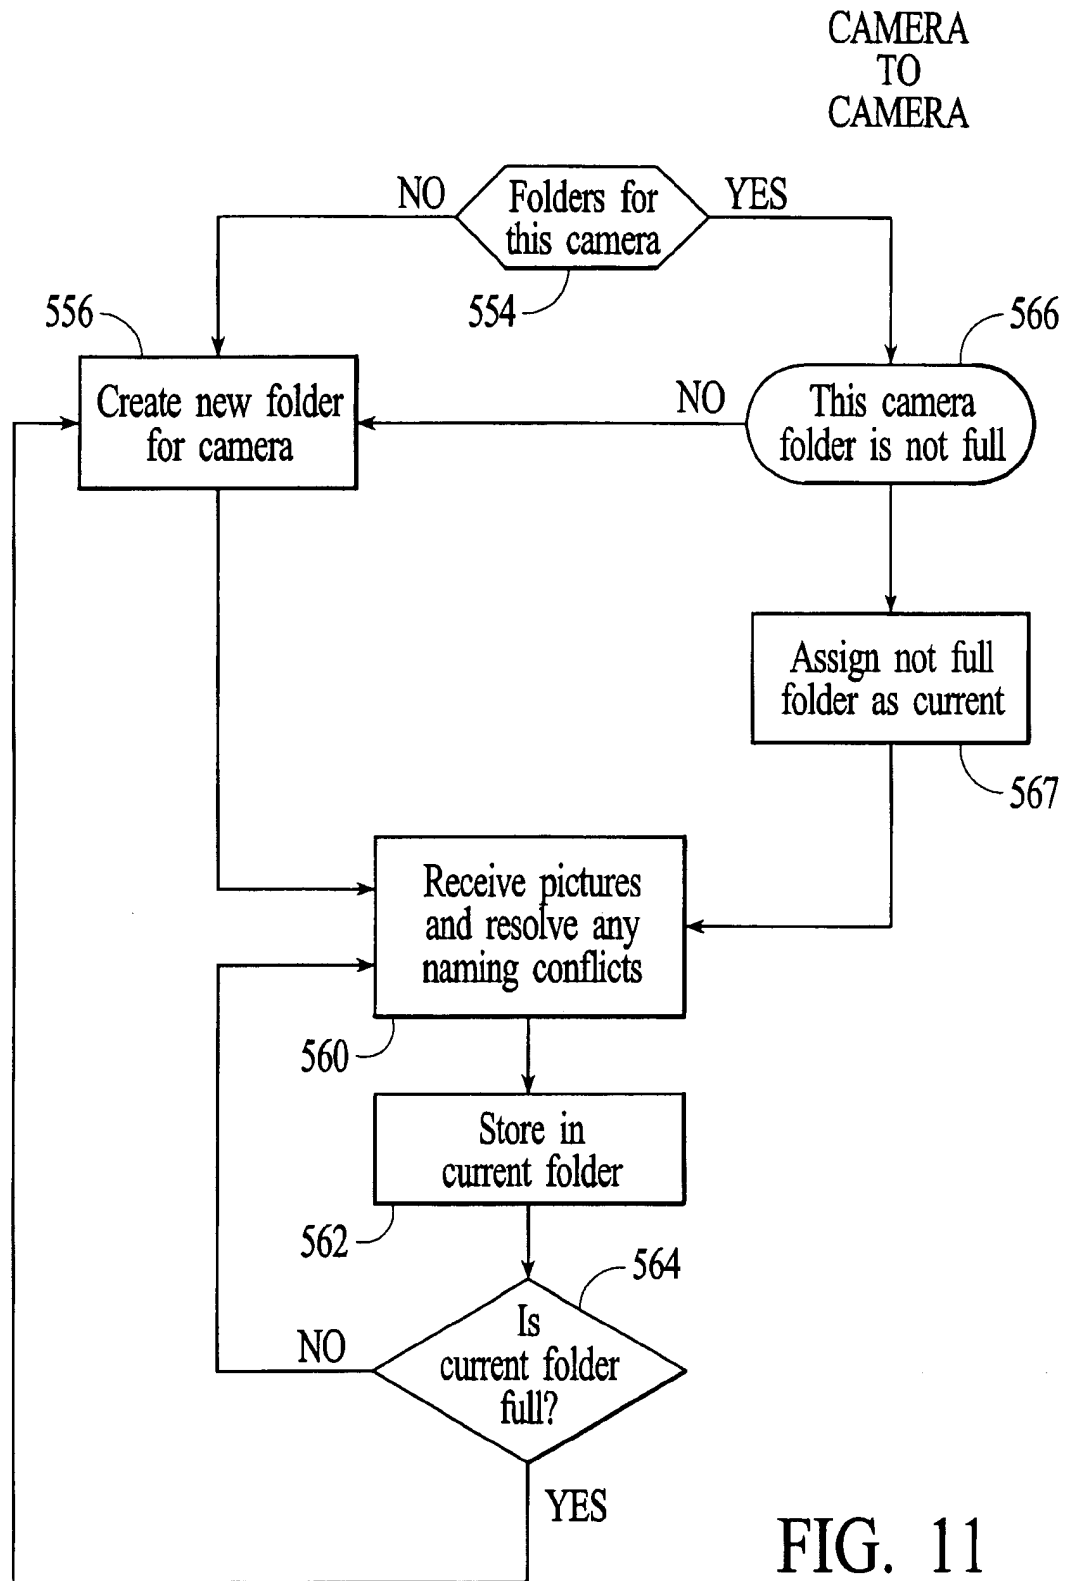 CAMERA
TO
CAMERA
NO
Folders for
this camera
YES
554
556
566
Create new folder
for camera
NO
This camera
folder is not full
Assign not full
folder as current
567
Receive pictures
and resolve any
naming conflicts
560
Store in
current folder
562
564
Is
current folder
full?
NO
YES
FIG. 11